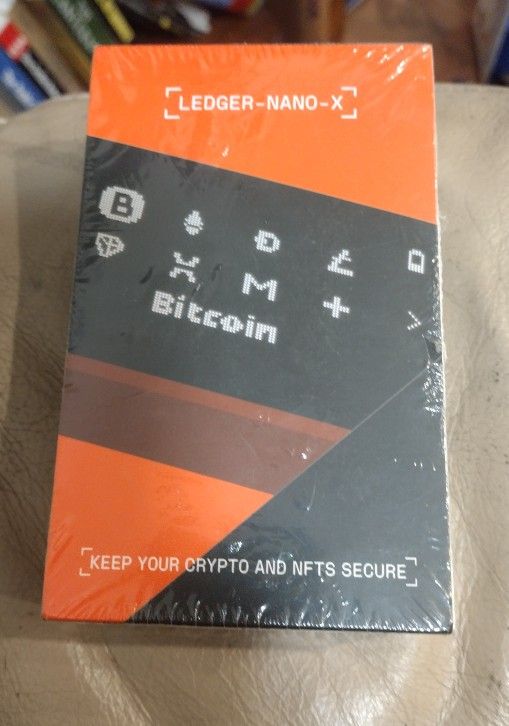 LEDGER-NANO-X
Bitcoin
KEEP YOUR CRYPTO AND NFTS SECURE